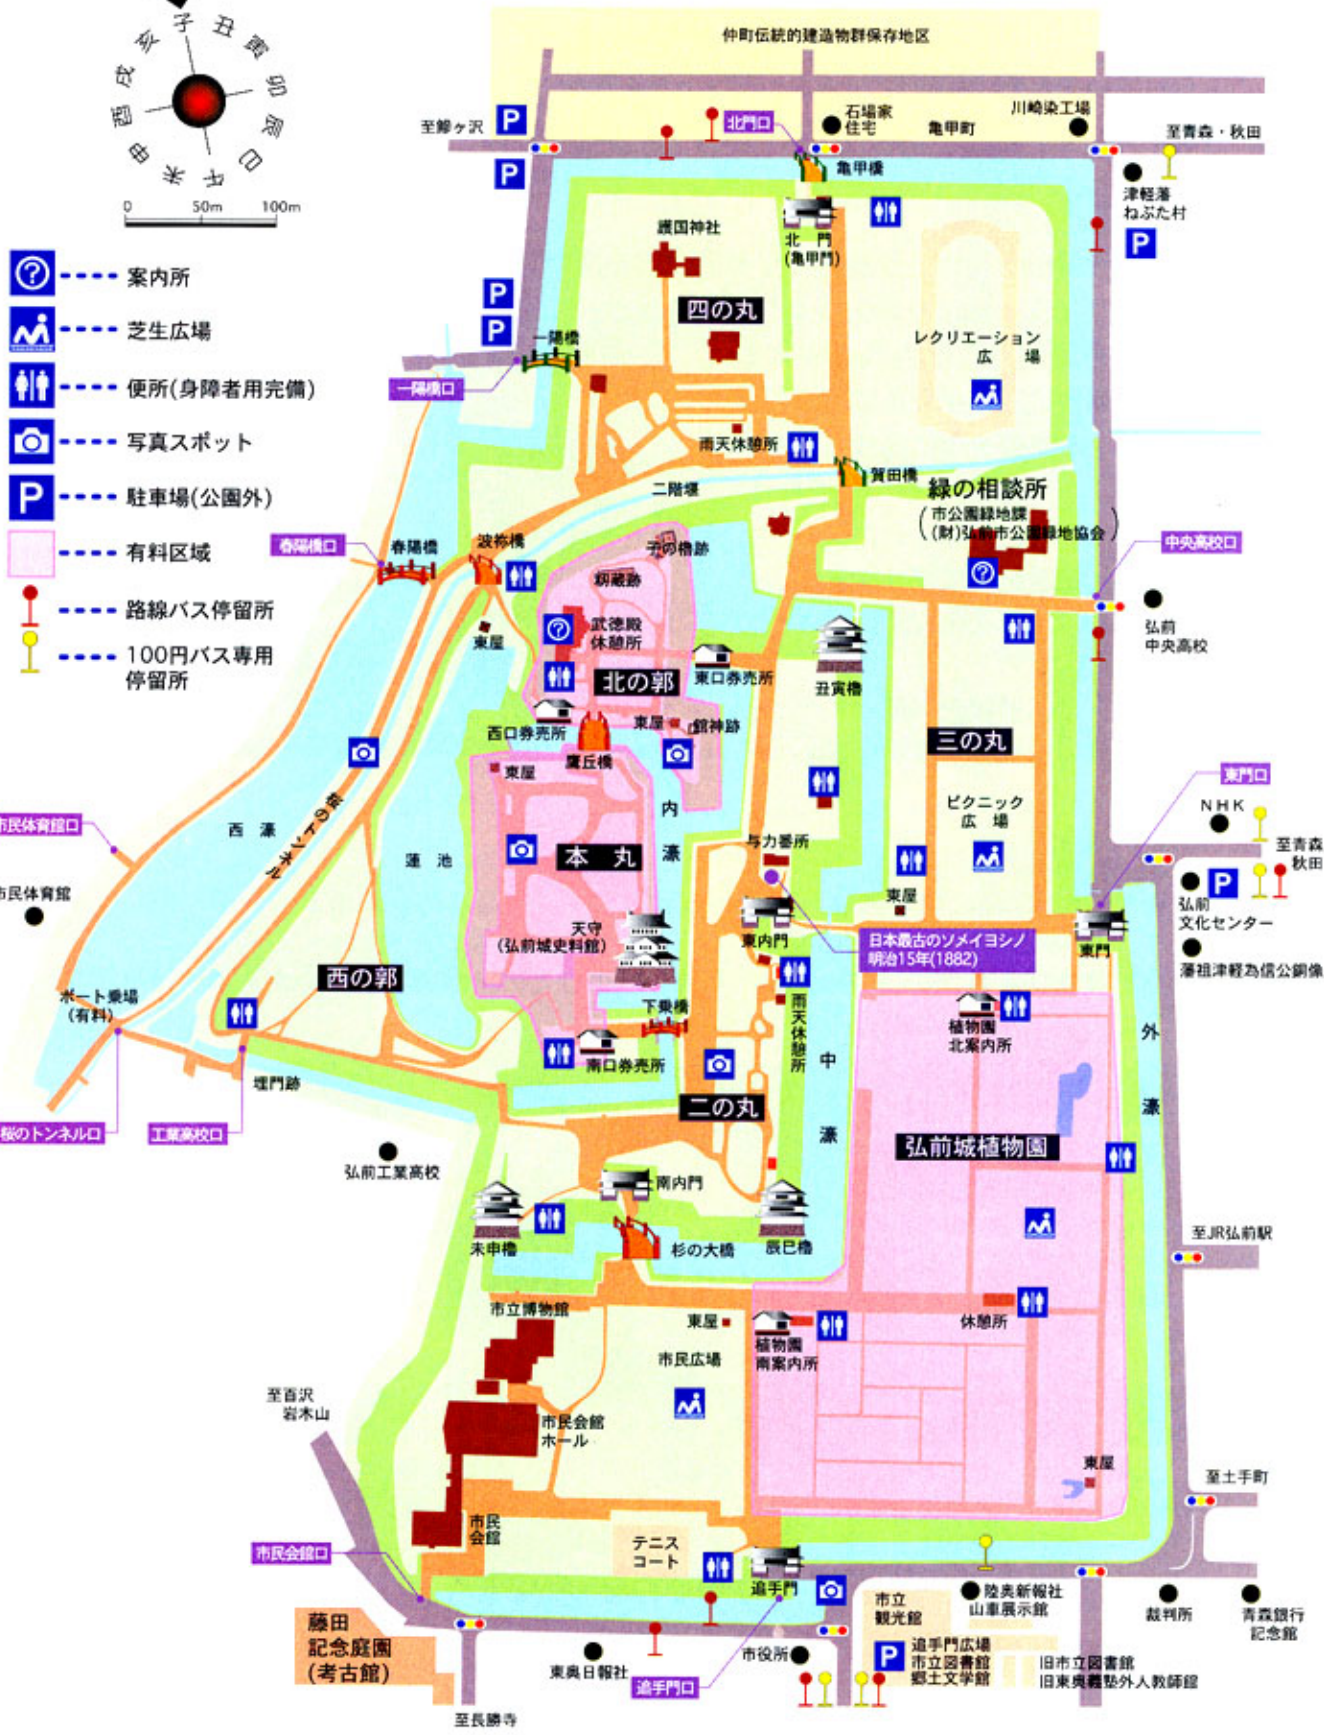 子
丑
寅
卯
辰
巳
午
未
申
酉
戌
亥
0 50m 100m
案内所
芝生広場
便所(身障者用完備)
写真スポット
P 駐車場(公園外)
有料区域
路線バス停留所
100円バス専用
停留所
仲町伝統的建造物群保存地区
至鰺ヶ沢
P
北門口
石場家
住宅
亀甲町
川崎染工場
至青森・秋田
P
亀甲橋
津軽藩
ねぷた村
P
北門
(亀甲門)
護国神社
四の丸
レクリエーション
広場
P
P
一陽橋
一陽橋口
雨天休憩所
賀田橋
二階堰
緑の相談所
(市公園緑地課
(財)弘前市公園緑地協会)
中央高校口
弘前
中央高校
春陽橋口
春陽橋
波祢橋
子の櫓跡
籾蔵跡
武徳殿
休憩所
東屋
北の郭
東口券売所
丑寅櫓
西口券売所
東屋
館神跡
鷹丘橋
東屋
三の丸
ピクニック
広場
東門口
NHK
至青森
秋田
P
弘前
文化センター
藩祖津軽為信公銅像
市民体育館口
市民体育館
西濠
桜のトンネル
蓮池
内濠
本丸
与力番所
東内門
東屋
東門
日本最古のソメイヨシノ
明治15年(1882)
天守
(弘前城史料館)
西の郭
ボート乗場
(有料)
下乗橋
南口券売所
雨天休憩所
中濠
植物園
北案内所
外濠
埋門跡
桜のトンネル口
工業高校口
二の丸
弘前城植物園
弘前工業高校
南内門
未申櫓
杉の大橋
辰巳櫓
至JR弘前駅
市立博物館
東屋
植物園
南案内所
休憩所
市民広場
至百沢
岩木山
市民会館
ホール
東屋
至土手町
市民
会館
テニス
コート
市民会館口
追手門
藤田
記念庭園
(考古館)
東奥日報社
追手門口
市役所
市立
観光館
陸奥新報社
山車展示館
裁判所
青森銀行
記念館
P
追手門広場
市立図書館
郷土文学館
旧市立図書館
旧東奥義塾外人教師館
至長勝寺